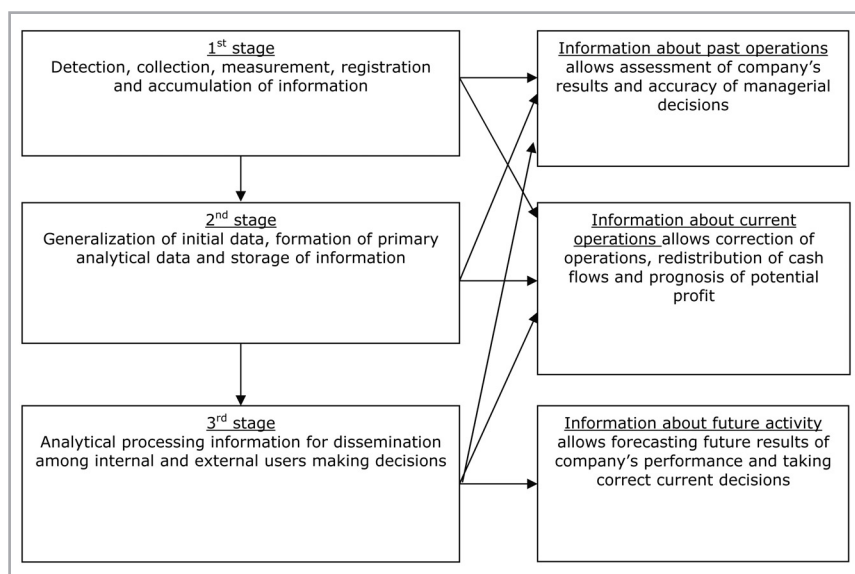 1st stage
Detection, collection, measurement, registration
and accumulation of information
Information about past operations
allows assessment of company's
results and accuracy of managerial
decisions
2nd stage
Generalization of initial data, formation of primary
analytical data and storage of information
Information about current
operations allows correction of
operations, redistribution of cash
flows and prognosis of potential
profit
3rd stage
Analytical processing information for dissemination
among internal and external users making decisions
Information about future activity
allows forecasting future results of
company's performance and taking
correct current decisions